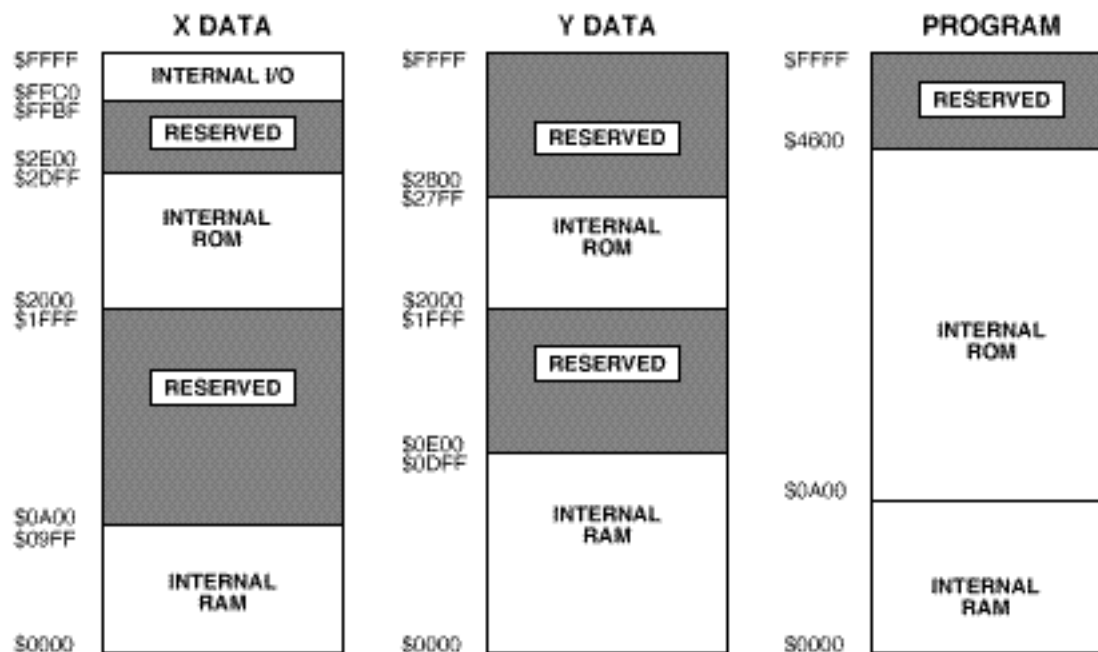 X DATA
$FFFF
INTERNAL I/O
$FFC0
$FFBF
RESERVED
$2E00
$2DFF
INTERNAL
ROM
$2000
$1FFF
RESERVED
$0A00
$09FF
INTERNAL
RAM
$0000
Y DATA
$FFFF
RESERVED
$2800
$27FF
INTERNAL
ROM
$2000
$1FFF
RESERVED
$0E00
$0DFF
INTERNAL
RAM
$0000
PROGRAM
$FFFF
RESERVED
$4600
INTERNAL
ROM
$0A00
INTERNAL
RAM
$0000